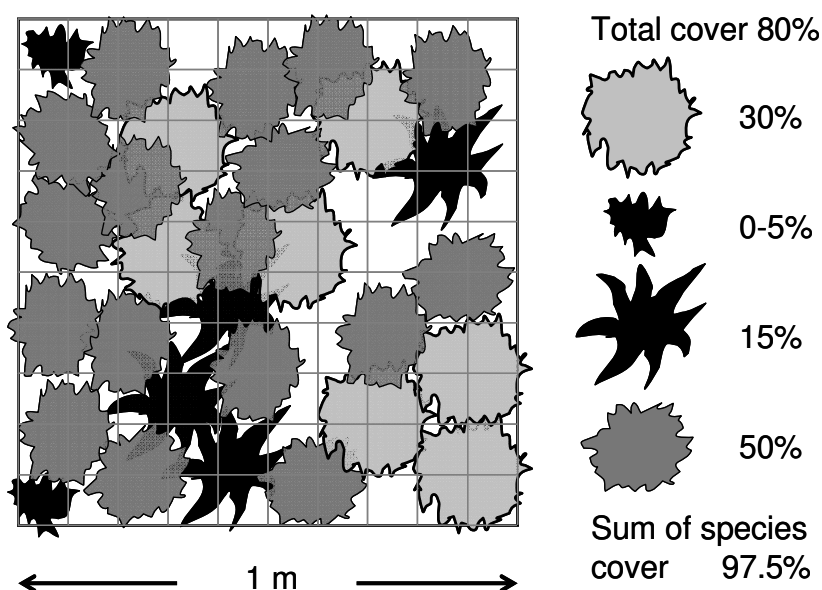 Total cover 80%
30%
0-5%
15%
50%
Sum of species
cover 97.5%
1 m